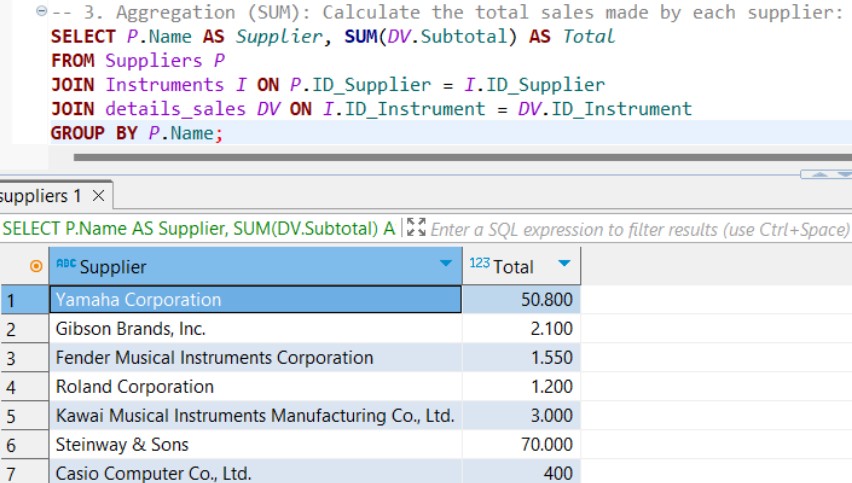 -- 3. Aggregation (SUM): Calculate the total sales made by each supplier:
SELECT P.Name AS Supplier, SUM(DV.Subtotal) AS Total
FROM Suppliers P
JOIN Instruments I ON P.ID_Supplier = I.ID_Supplier
JOIN details_sales DV ON I.ID_Instrument = DV.ID_Instrument
GROUP BY P.Name;
suppliers 1
SELECT P.Name AS Supplier, SUM(DV.Subtotal) A Enter a SQL expression to filter results (use Ctrl+Space)
ABC Supplier 123 Total
1 Yamaha Corporation 50.800
2 Gibson Brands, Inc. 2.100
3 Fender Musical Instruments Corporation 1.550
4 Roland Corporation 1.200
5 Kawai Musical Instruments Manufacturing Co., Ltd. 3.000
6 Steinway & Sons 70.000
7 Casio Computer Co., Ltd. 400